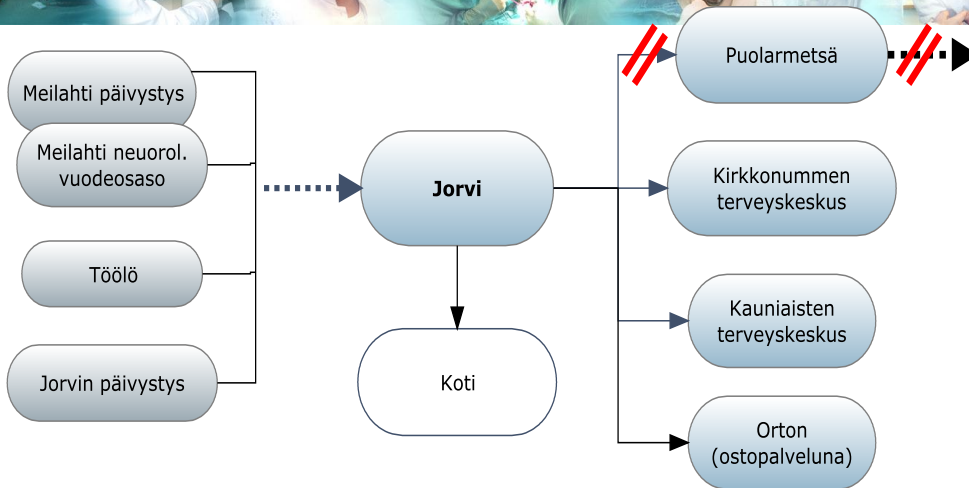 Meilahti päivystys
Meilahti neuorol.
vuodeosaso
Töölö
Jorvin päivystys
Jorvi
Koti
Puolarmetsä
Kirkkonummen
terveyskeskus
Kauniaisten
terveyskeskus
Orton
(ostopalveluna)